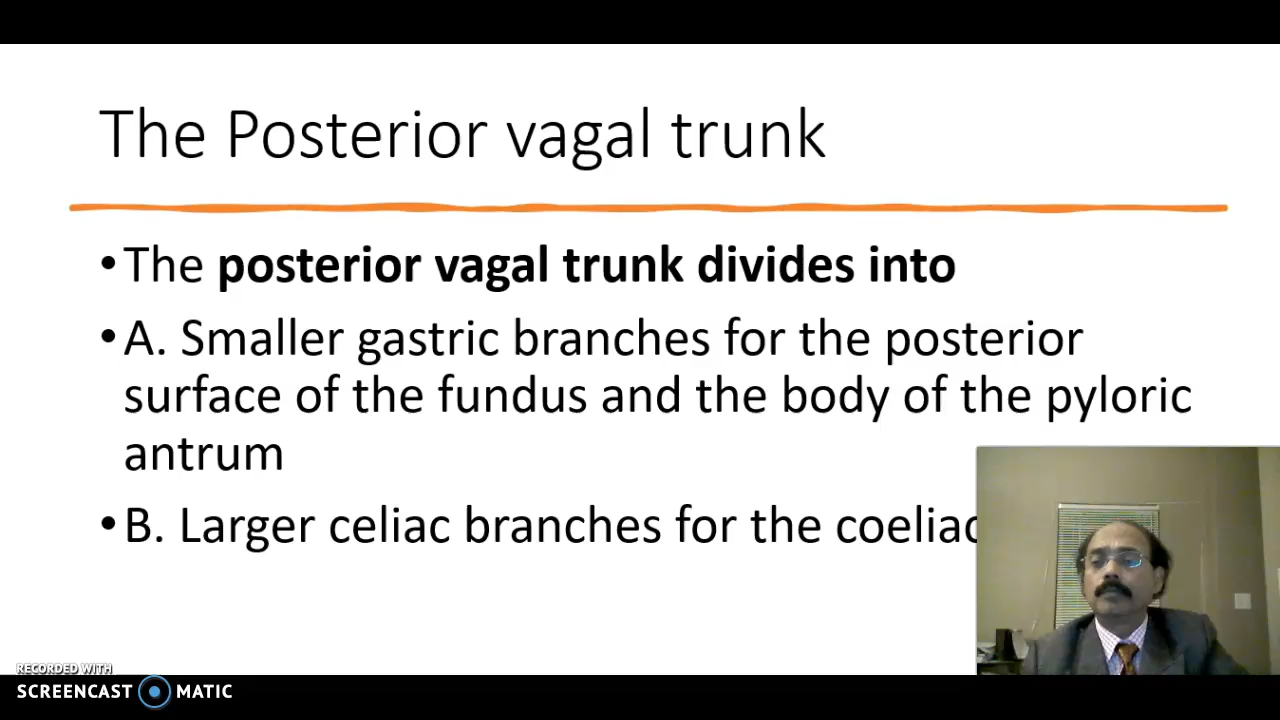 The Posterior vagal trunk
•The posterior vagal trunk divides into
•A. Smaller gastric branches for the posterior
surface of the fundus and the body of the pyloric
antrum
•B. Larger celiac branches for the coeliac
RECORDED WITH
SCREENCAST MATIC